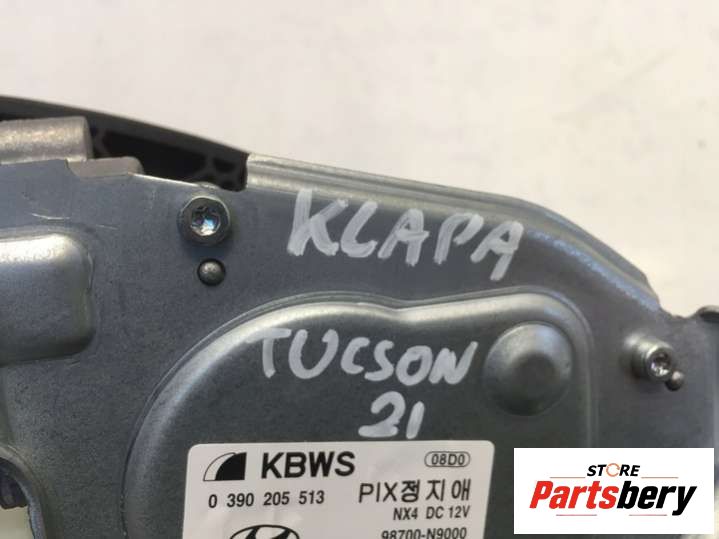 KLAPA
TUCSON
21
KBWS
08D0
0 390 205 513
PIX정지애
NX4 DC 12V
98700-N9000
STORE
Partsbery